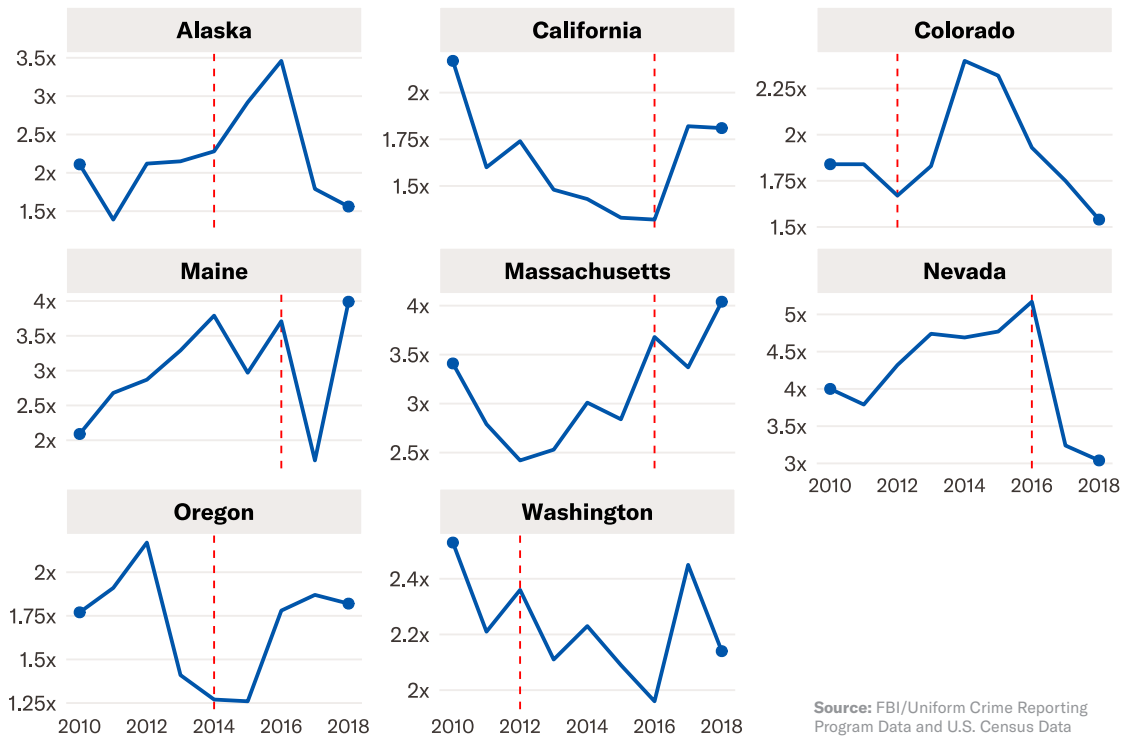 Alaska
3.5x
3x
2.5x
2x
1.5x
California
2x
1.75x
1.5x
Colorado
2.25x
2x
1.75x
1.5x
Maine
4x
3.5x
3x
2.5x
2x
Massachusetts
4x
3.5x
3x
2.5x
Nevada
5x
4.5x
4x
3.5x
3x
2010 2012 2014 2016 2018
Oregon
2x
1.75x
1.5x
1.25x
2010 2012 2014 2016 2018
Washington
2.4x
2.2x
2x
2010 2012 2014 2016 2018
Source: FBI/Uniform Crime Reporting
Program Data and U.S. Census Data